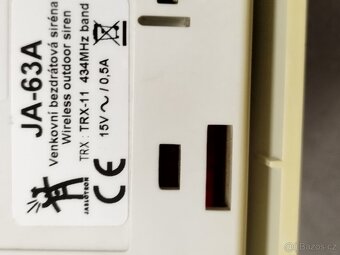 JA-63A
Venkovní bezdrátová siréna
Wireless outdoor siren
TRX: TRX-11 434MHz band
15V ~ / 0,5A
CE
JABLOTRON
Bazos.cz